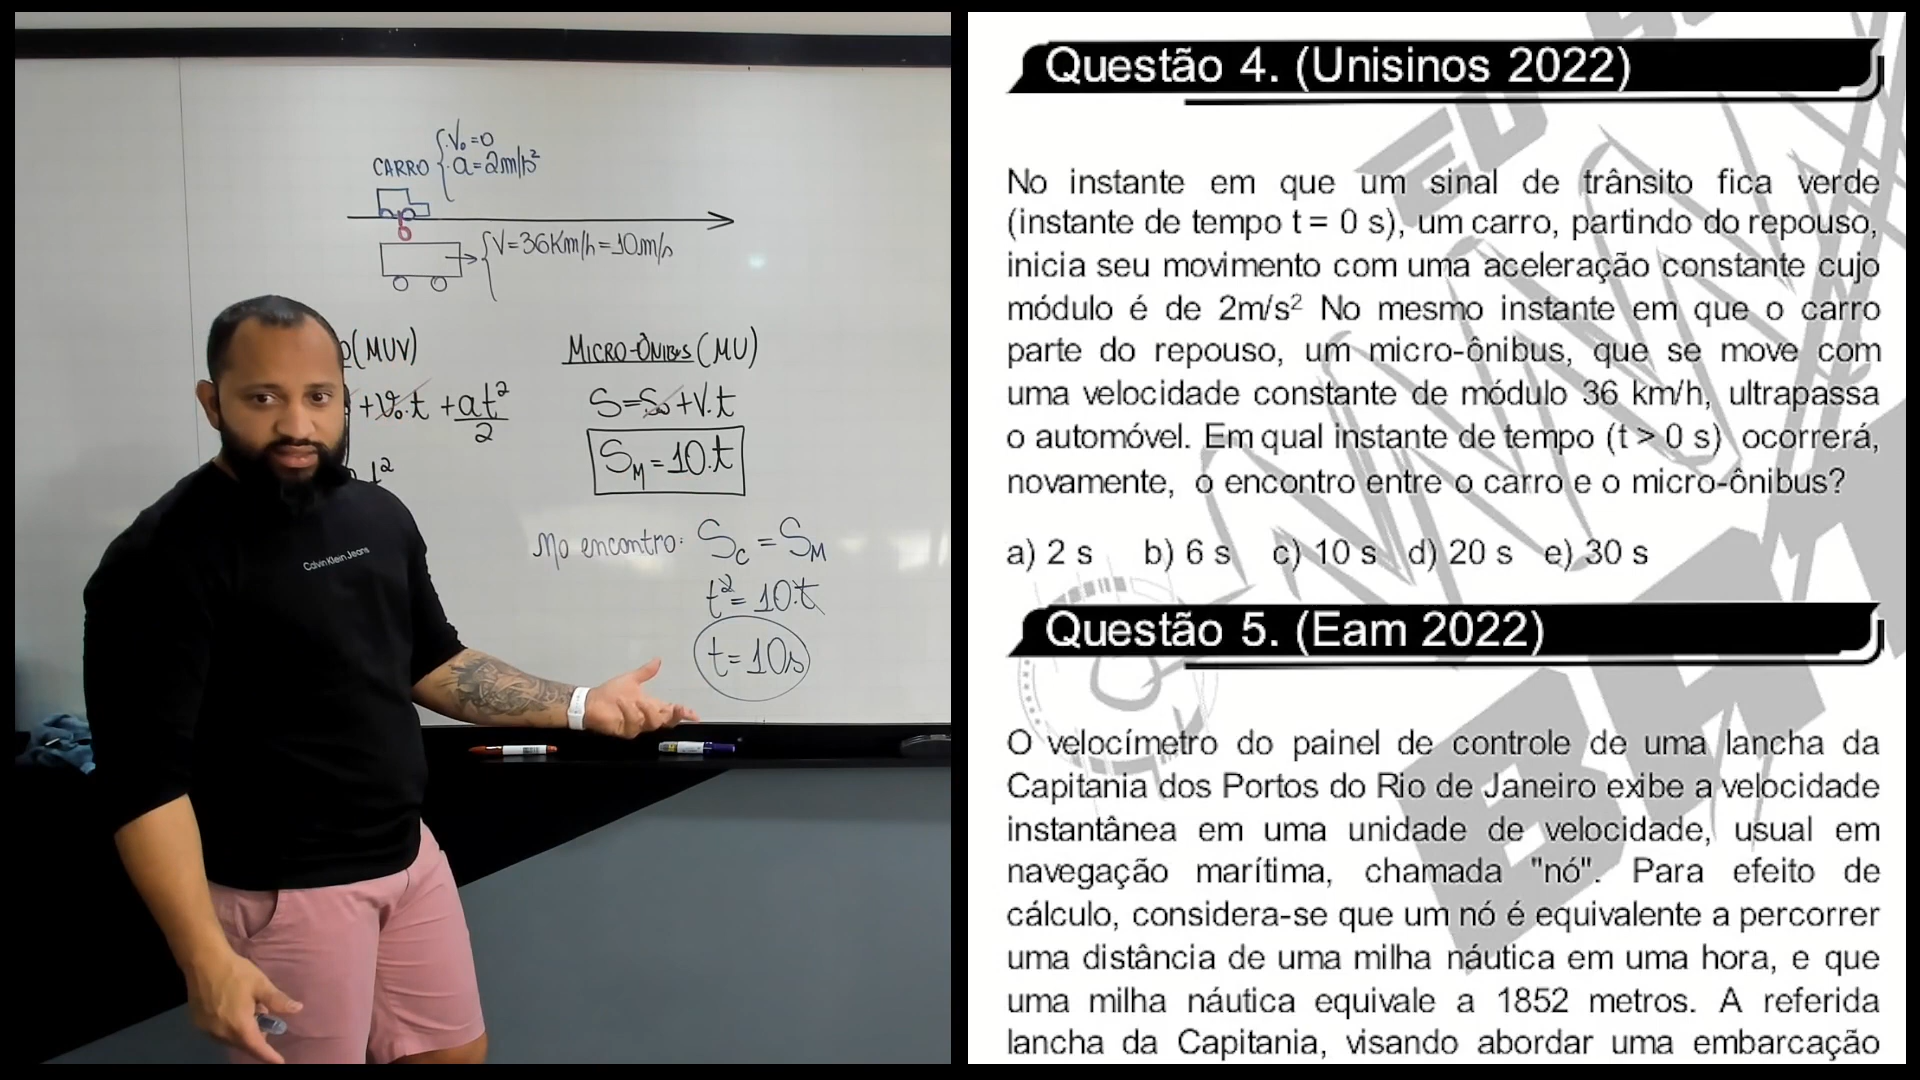 V₀=0
CARRO
a=2m/s²
V=36Km/h=10m/s
(MUV)
+V₀.t +at²
2
t²
MICRO-ÔNIBUS (MU)
S=S₀+V.t
S_M=10.t
No encontro: S_C = S_M
t²=10.t
t=10s
Calvin Klein Jeans
Questão 4. (Unisinos 2022)
No instante em que um sinal de trânsito fica verde
(instante de tempo t = 0 s), um carro, partindo do repouso,
inicia seu movimento com uma aceleração constante cujo
módulo é de 2m/s² No mesmo instante em que o carro
parte do repouso, um micro-ônibus, que se move com
uma velocidade constante de módulo 36 km/h, ultrapassa
o automóvel. Em qual instante de tempo (t > 0 s) ocorrerá,
novamente, o encontro entre o carro e o micro-ônibus?
a) 2 s b) 6 s c) 10 s d) 20 s e) 30 s
Questão 5. (Eam 2022)
O velocímetro do painel de controle de uma lancha da
Capitania dos Portos do Rio de Janeiro exibe a velocidade
instantânea em uma unidade de velocidade, usual em
navegação marítima, chamada "nó". Para efeito de
cálculo, considera-se que um nó é equivalente a percorrer
uma distância de uma milha náutica em uma hora, e que
uma milha náutica equivale a 1852 metros. A referida
lancha da Capitania, visando abordar uma embarcação